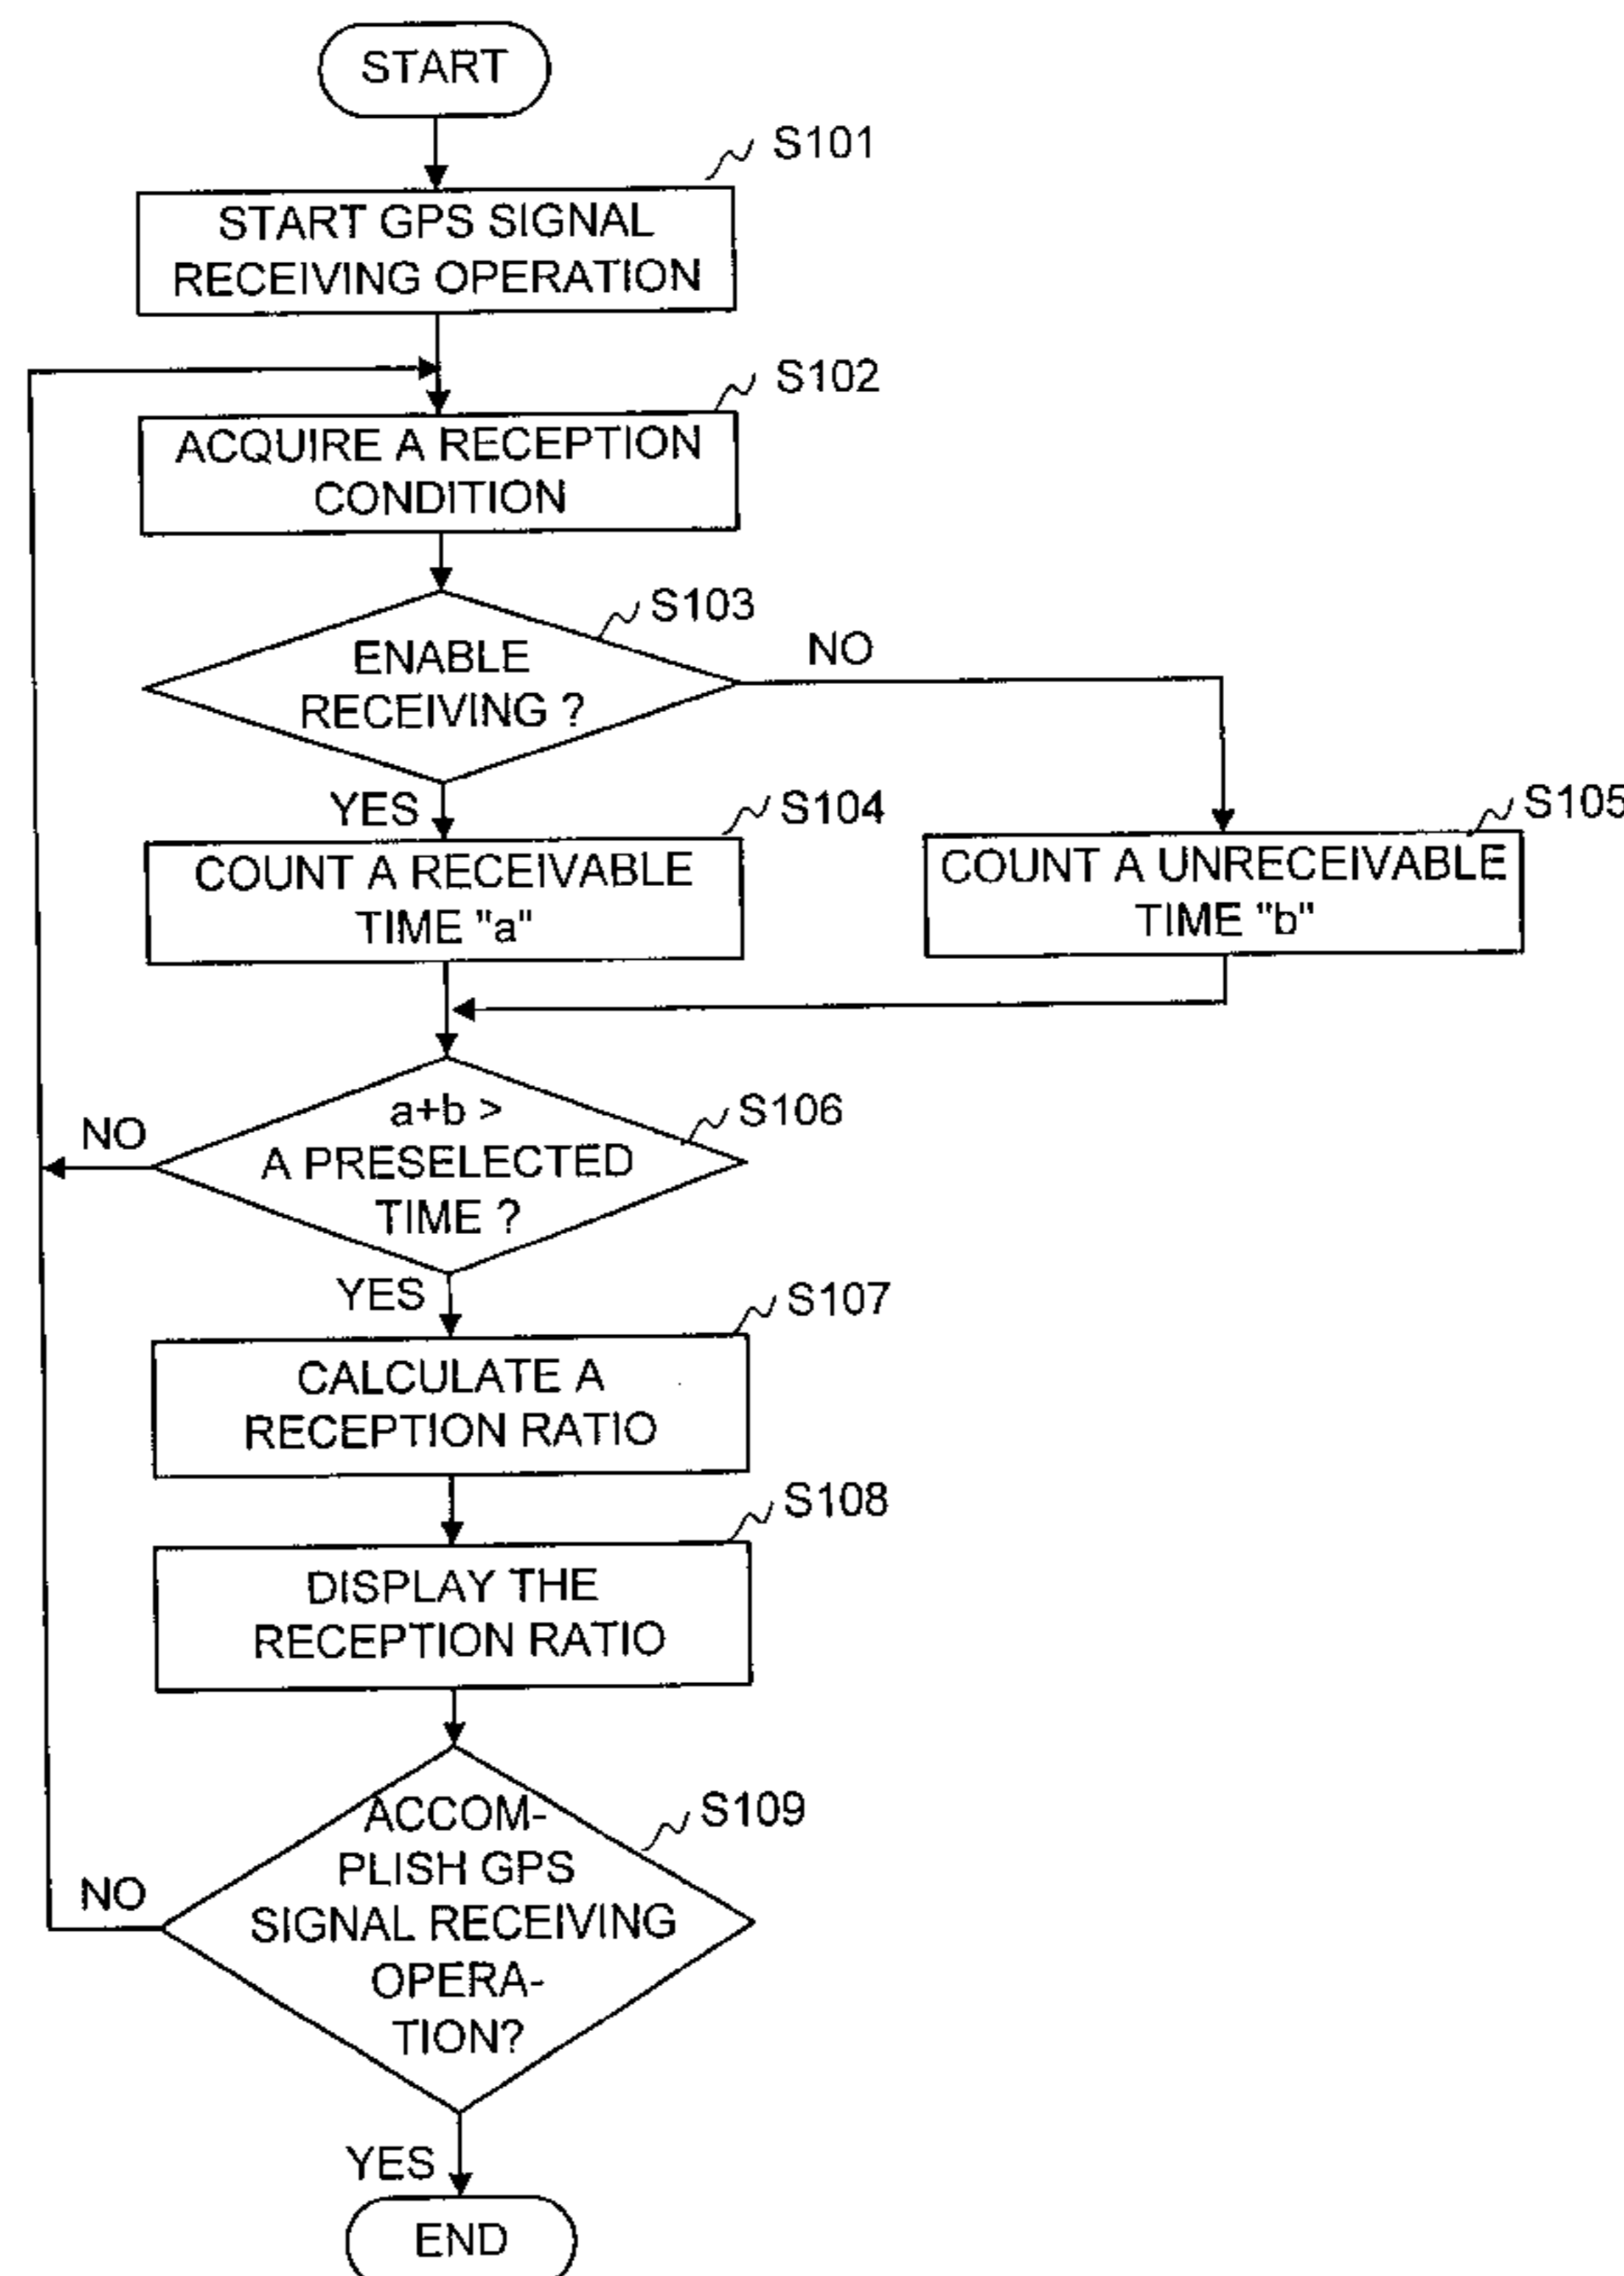 START
S101
START GPS SIGNAL
RECEIVING OPERATION
S102
ACQUIRE A RECEPTION
CONDITION
S103
ENABLE
RECEIVING ?
NO
YES
S104
COUNT A RECEIVABLE
TIME "a"
S105
COUNT A UNRECEIVABLE
TIME "b"
a+b >
A PRESELECTED
TIME ?
S106
NO
YES
S107
CALCULATE A
RECEPTION RATIO
S108
DISPLAY THE
RECEPTION RATIO
S109
ACCOM-
PLISH GPS
SIGNAL RECEIVING
OPERA-
TION?
NO
YES
END